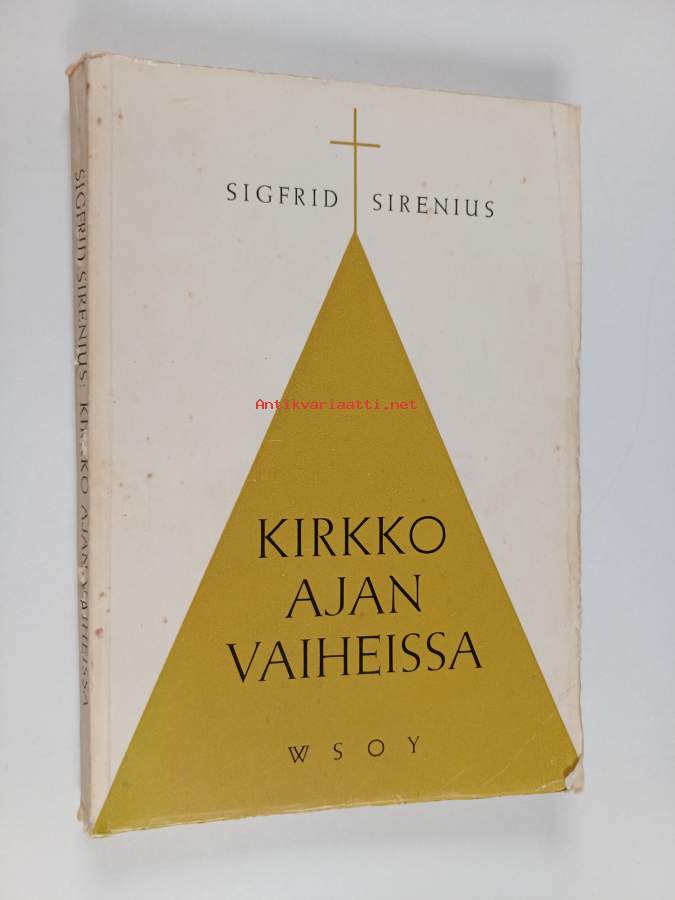 SIGFRID SIRENIUS
Antikvariaatti.net
KIRKKO
AJAN
VAIHEISSA
WSOY
SIGFRID SIRENIUS: KIRKKO AJAN VAIHEISSA